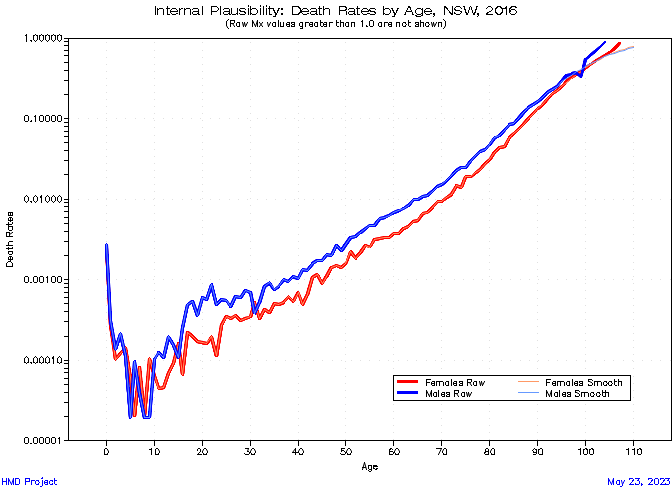 Internal Plausibility: Death Rates by Age, NSW, 2016
(Raw Mx values greater than 1.0 are not shown)
1.00000
0.10000
0.01000
0.00100
0.00010
0.00001
Death Rates
Females Raw
Females Smooth
Males Raw
Males Smooth
0 10 20 30 40 50 60 70 80 90 100 110
Age
HMD Project
May 23, 2023